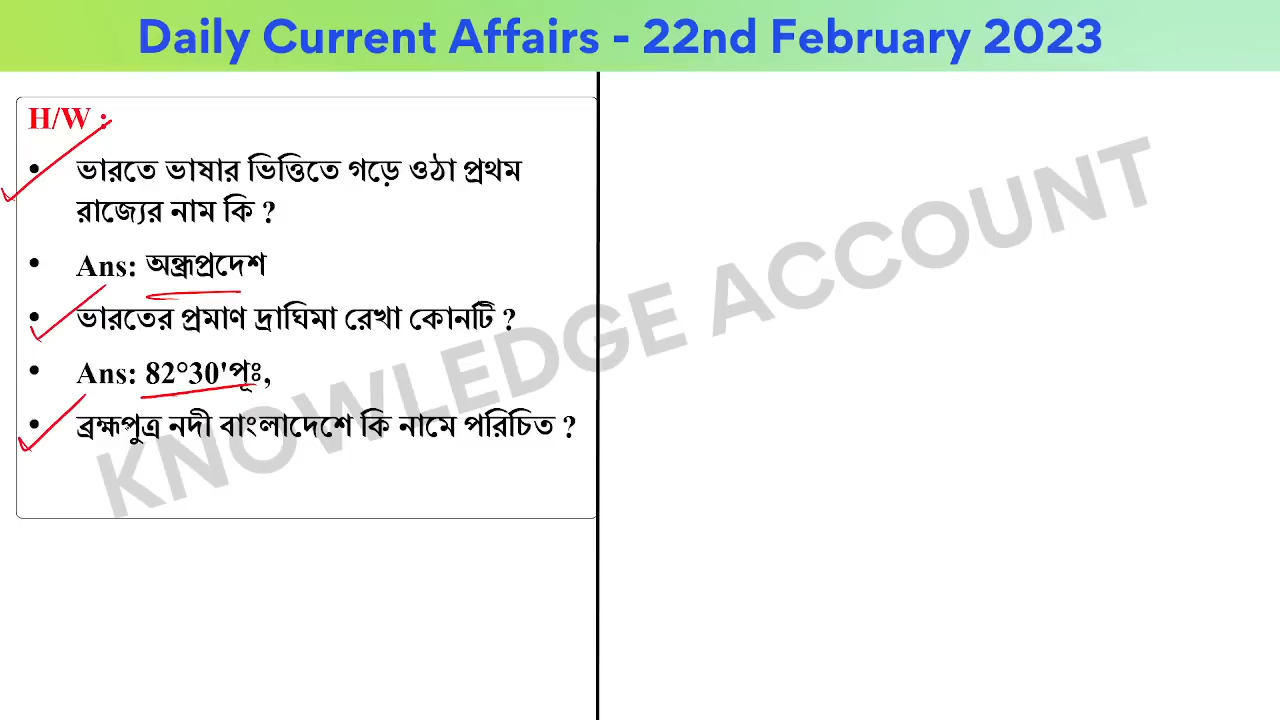 Daily Current Affairs - 22nd February 2023
H/W :
• ভারতে ভাষার ভিত্তিতে গড়ে ওঠা প্রথম
রাজ্যের নাম কি ?
• Ans: অন্ধ্রপ্রদেশ
• ভারতের প্রমাণ দ্রাঘিমা রেখা কোনটি ?
• Ans: 82°30'পূঃ,
• ব্রহ্মপুত্র নদী বাংলাদেশে কি নামে পরিচিত ?
KNOWLEDGE ACCOUNT